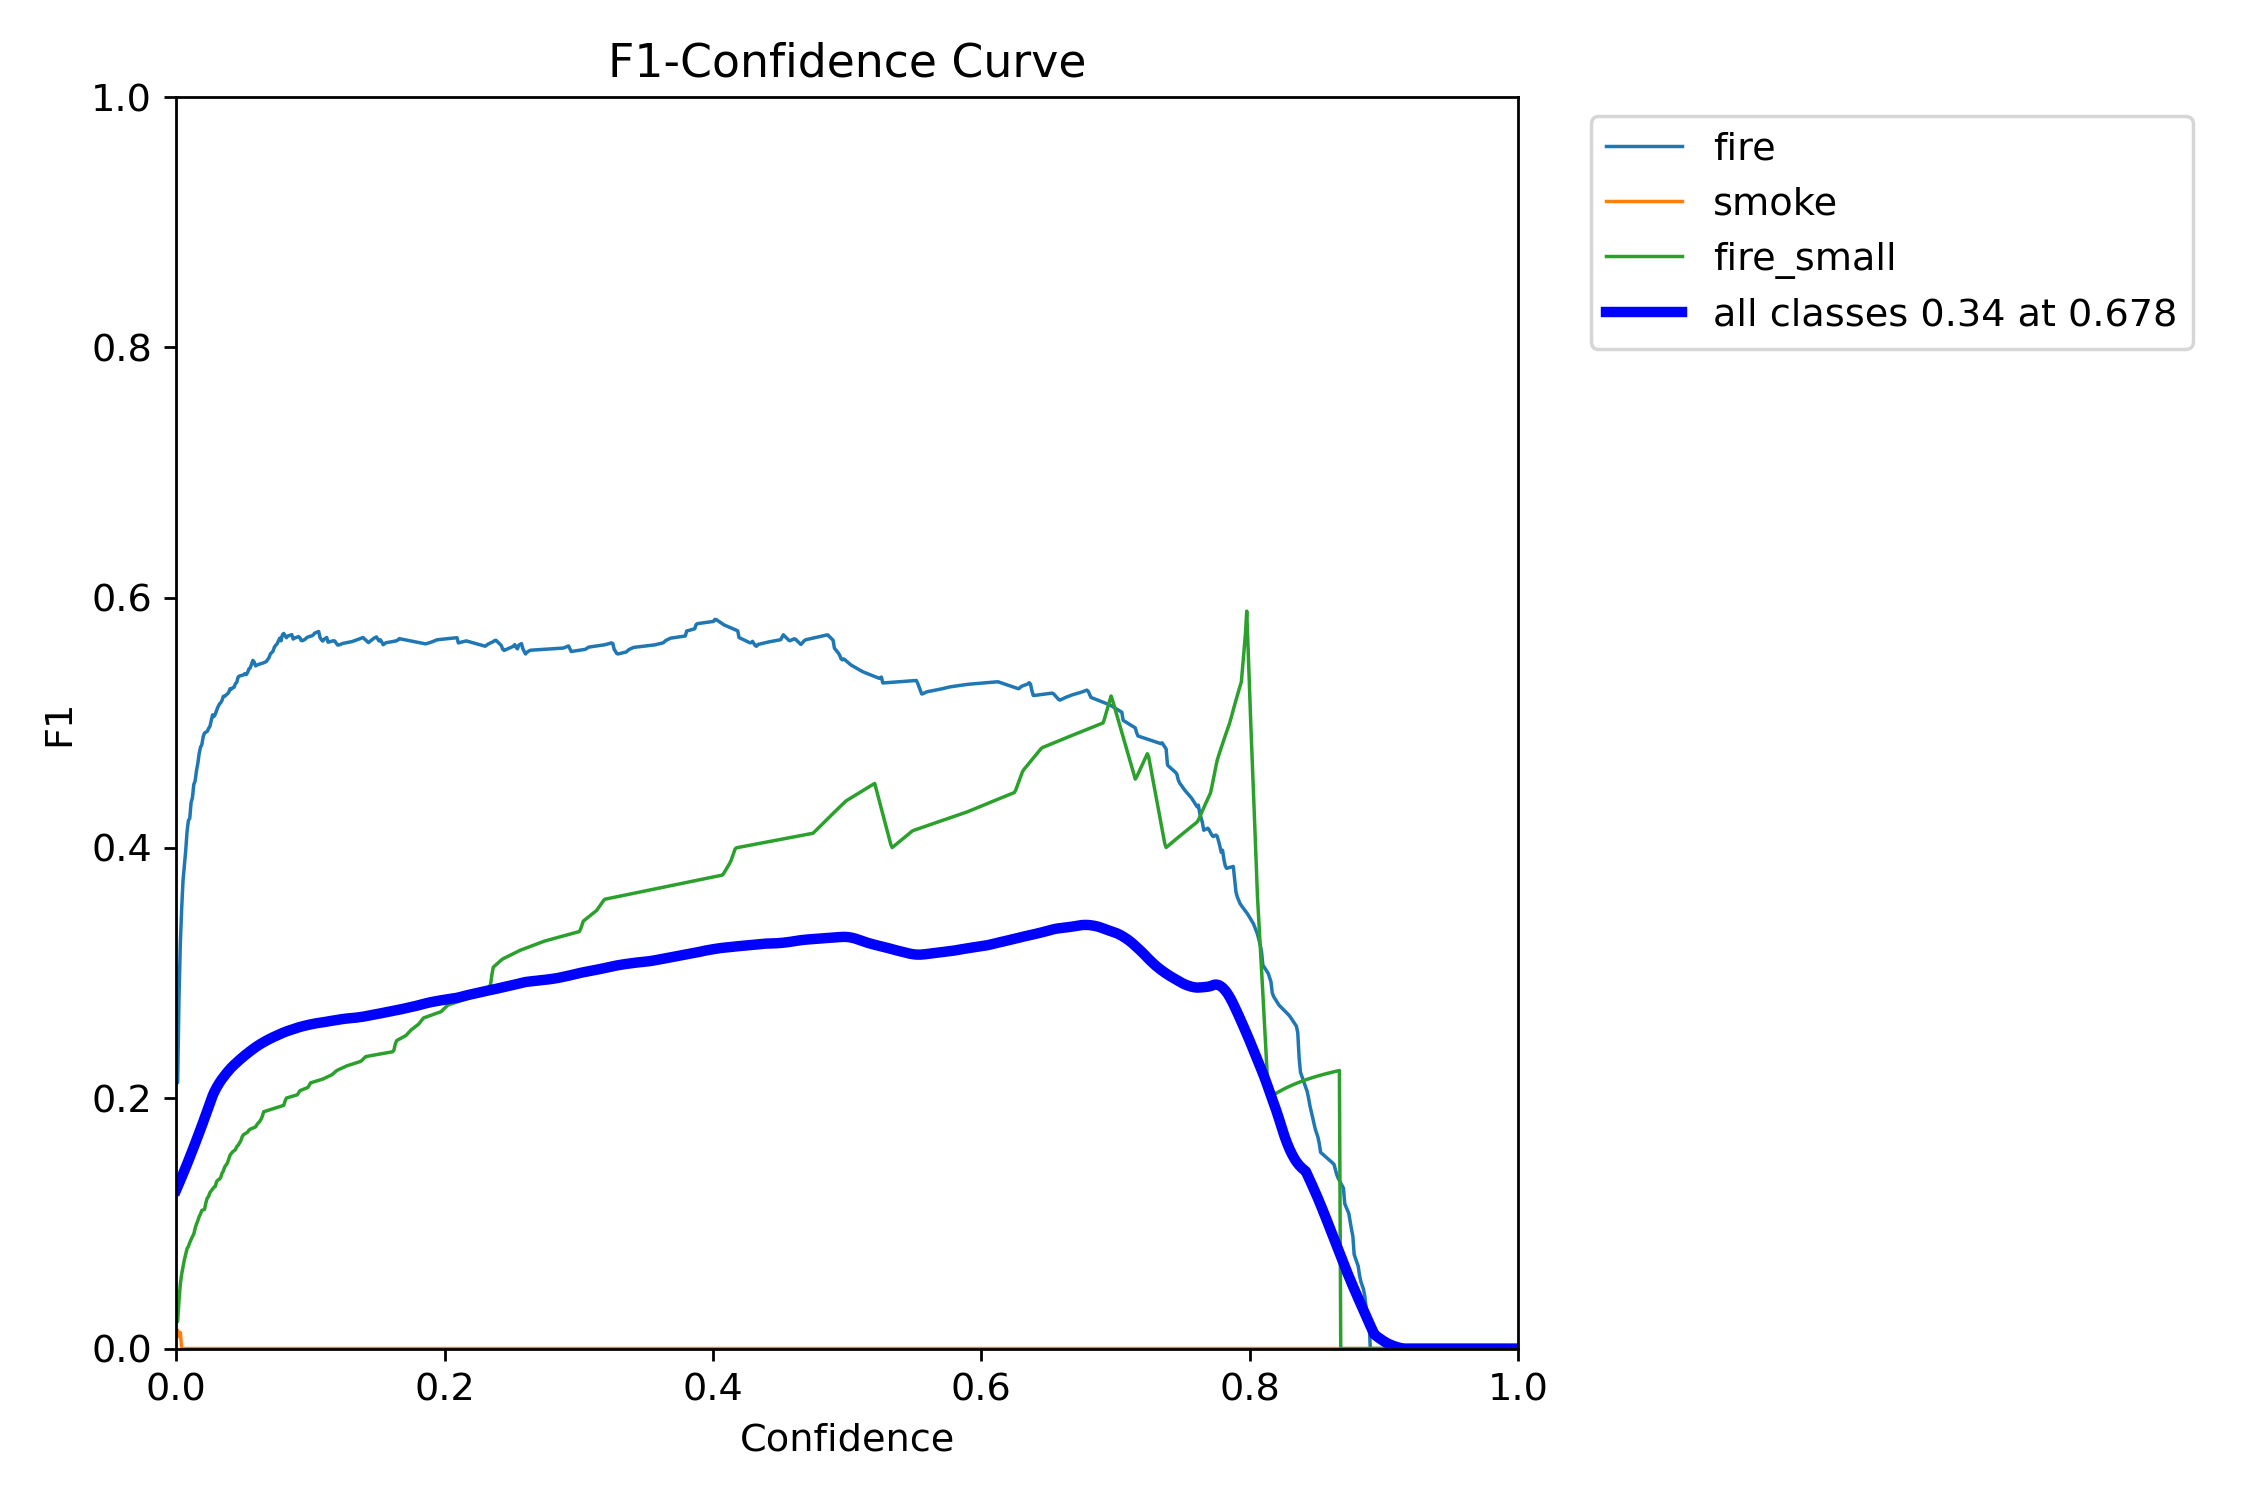 F1-Confidence Curve
1.0
0.8
0.6
0.4
0.2
0.0
F1
0.0 0.2 0.4 0.6 0.8 1.0
Confidence
fire
smoke
fire_small
all classes 0.34 at 0.678